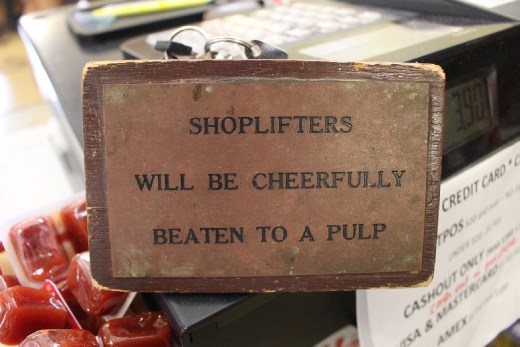 SHOPLIFTERS
WILL BE CHEERFULLY
BEATEN TO A PULP
CREDIT CARD
CASHOUT ONLY
VISA & MASTERCARD
AMEX